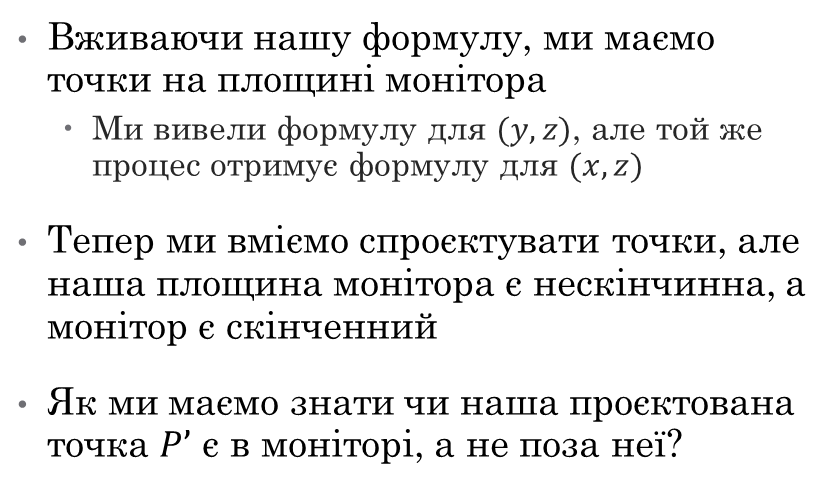 • Вживаючи нашу формулу, ми маємо
точки на площині монітора
• Ми вивели формулу для (y, z), але той же
процес отримує формулу для (x, z)
• Тепер ми вміємо спроєктувати точки, але
наша площина монітора є нескінчинна, а
монітор є скінченний
• Як ми маємо знати чи наша проєктована
точка P′ є в моніторі, а не поза неї?